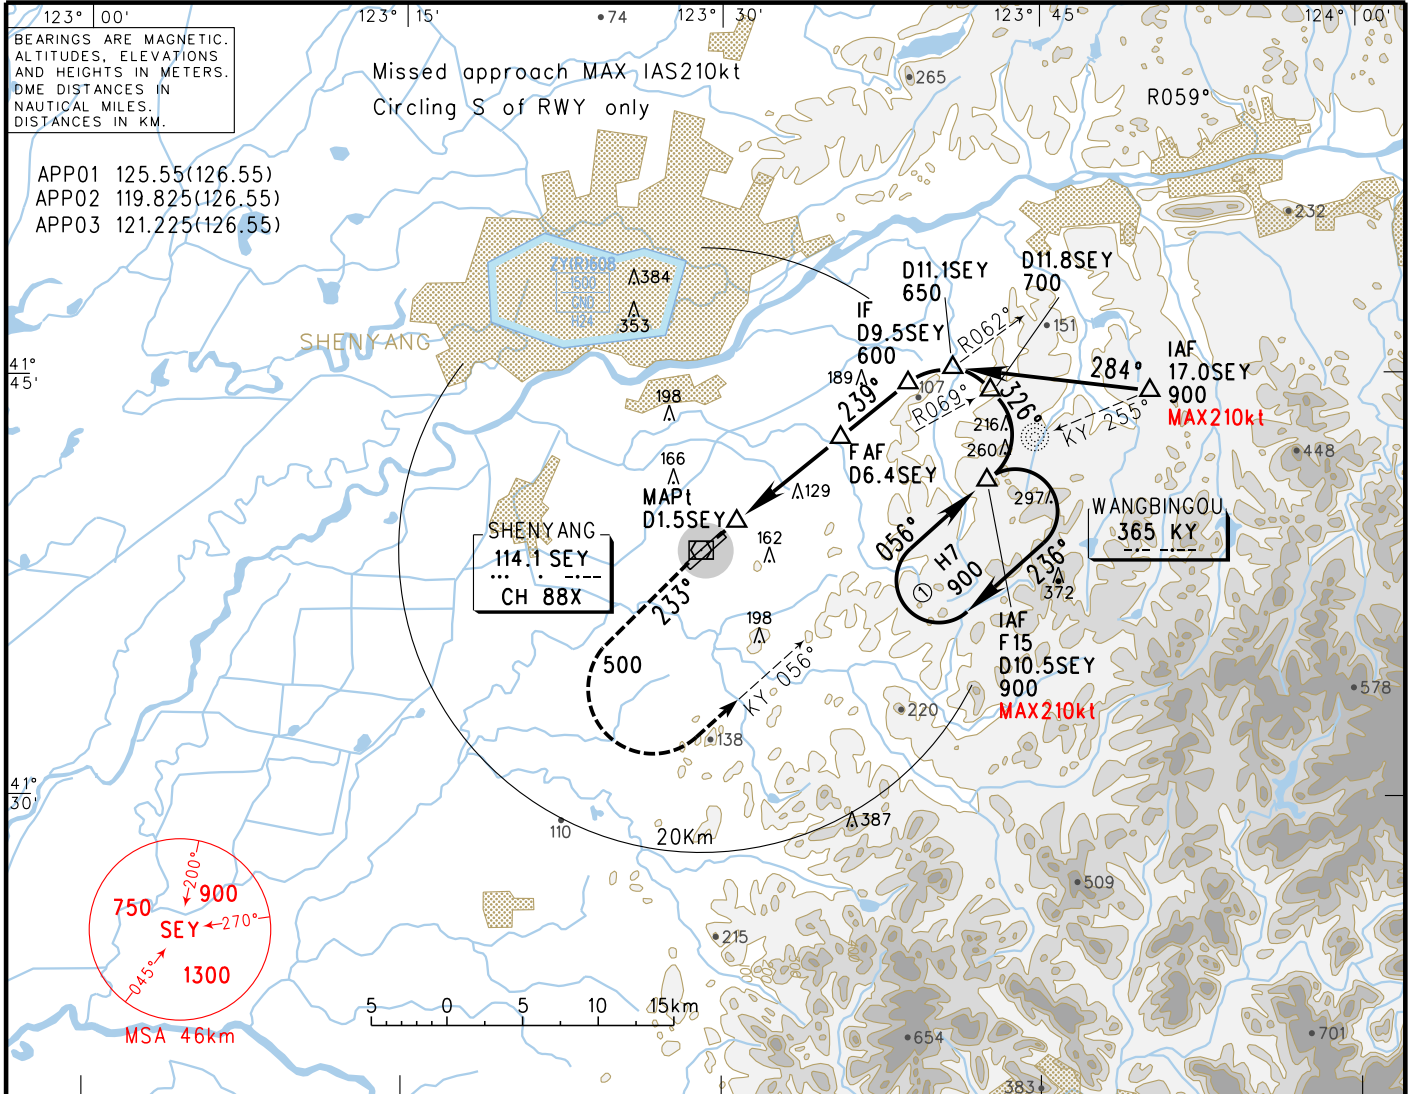 123° 00'
123° 15'
74
123° 30'
123° 45'
124° 00'
BEARINGS ARE MAGNETIC.
ALTITUDES, ELEVATIONS
AND HEIGHTS IN METERS.
DME DISTANCES IN
NAUTICAL MILES.
DISTANCES IN KM.
Missed approach MAX IAS210kt
Circling S of RWY only
265
R059°
APP01 125.55(126.55)
APP02 119.825(126.55)
APP03 121.225(126.55)
232
ZY(R)608
1500
GND
H24
384
353
SHENYANG
D11.1SEY
650
D11.8SEY
700
IF
D9.5SEY
600
R062°
151
41°
45'
189
107
239°
R069°
326°
284°
IAF
17.0SEY
900
MAX210kt
KY 255°
198
216
260
448
FAF
D6.4SEY
166
129
MAPt
D1.5SEY
297
WANGBINGOU
365 KY
SHENYANG
114.1 SEY
CH 88X
162
056°
H7
900
1
236°
372
233°
198
IAF
F15
D10.5SEY
900
MAX210kt
500
KY 056°
578
220
138
41°
30'
110
387
20Km
509
750
900
200°
SEY
270°
045°
1300
MSA 46km
215
5 0 5 10 15km
654
701
383